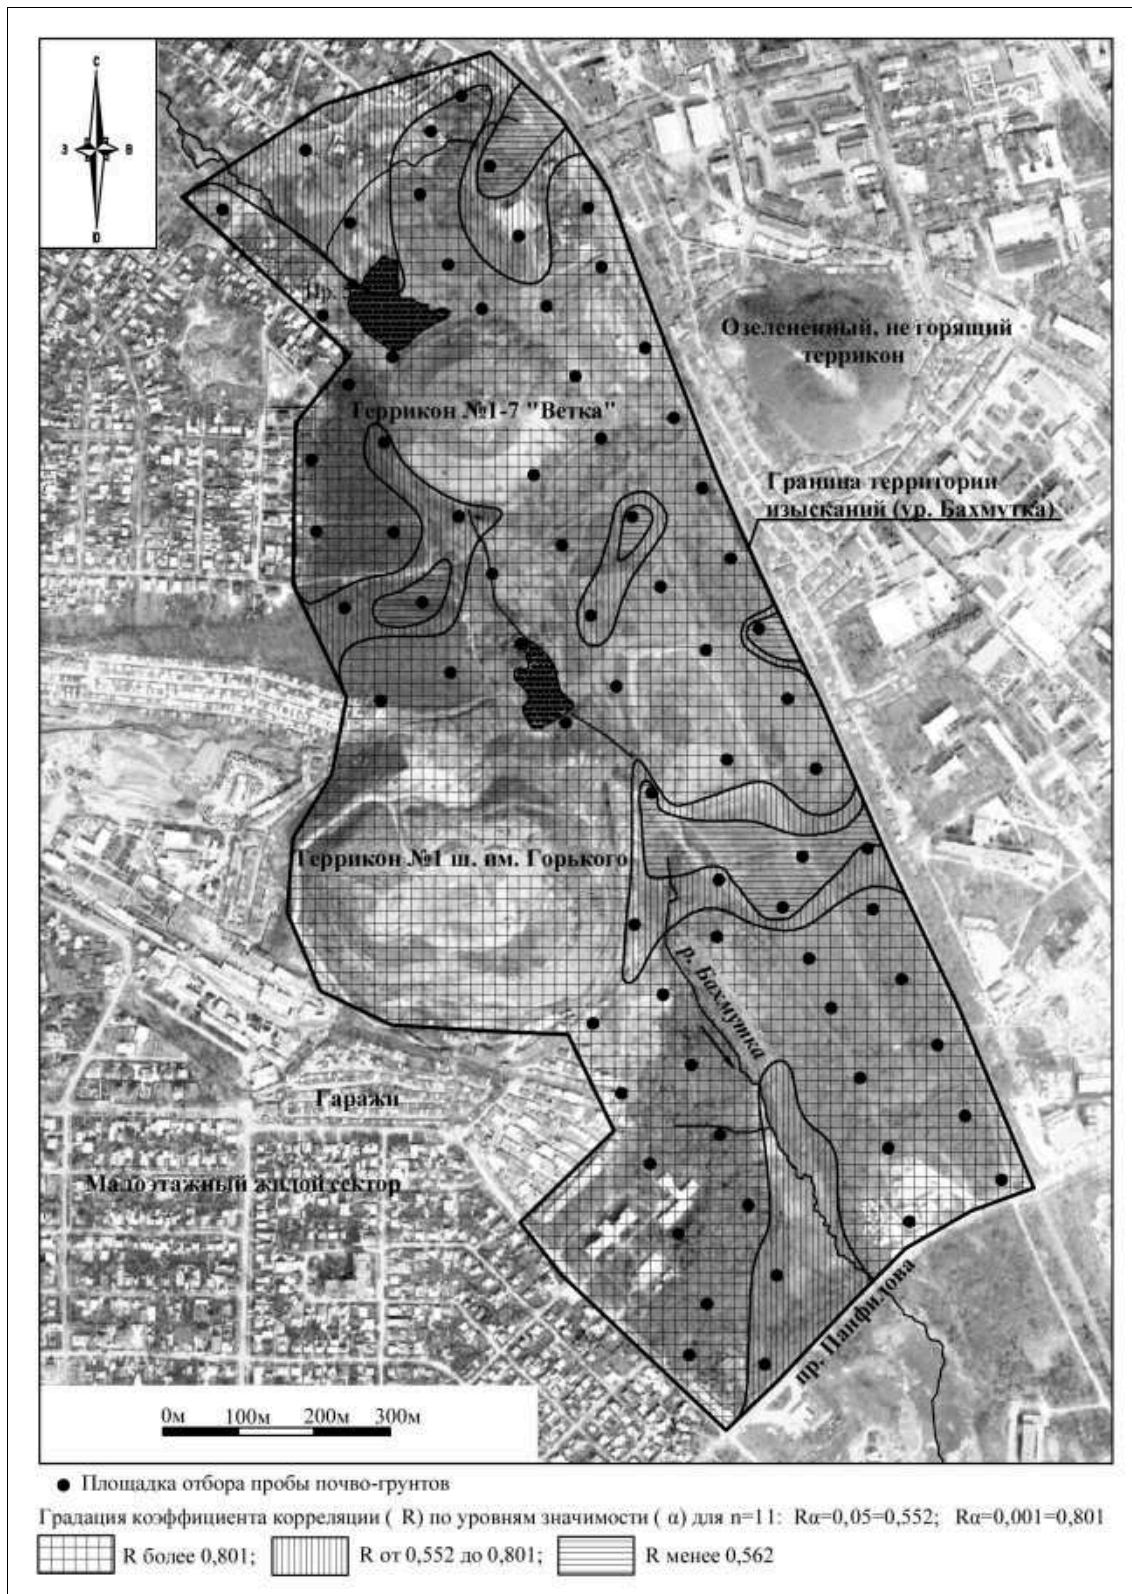 С
З
В
Ю
Пр.
Озелененный, не горящий
террикон
Террикон №1-7 "Ветка"
Граница территории
изысканий (ур. Бахмутка)
Террикон №1 ш. им. Горького
р. Бахмутка
Гаражи
Малоэтажный жилой сектор
пр. Панфилова
0м 100м 200м 300м
Площадка отбора пробы почво-грунтов
Градация коэффициента корреляции ( R) по уровням значимости ( α) для n=11: Rα=0,05=0,552; Rα=0,001=0,801
R более 0,801; R от 0,552 до 0,801; R менее 0,562